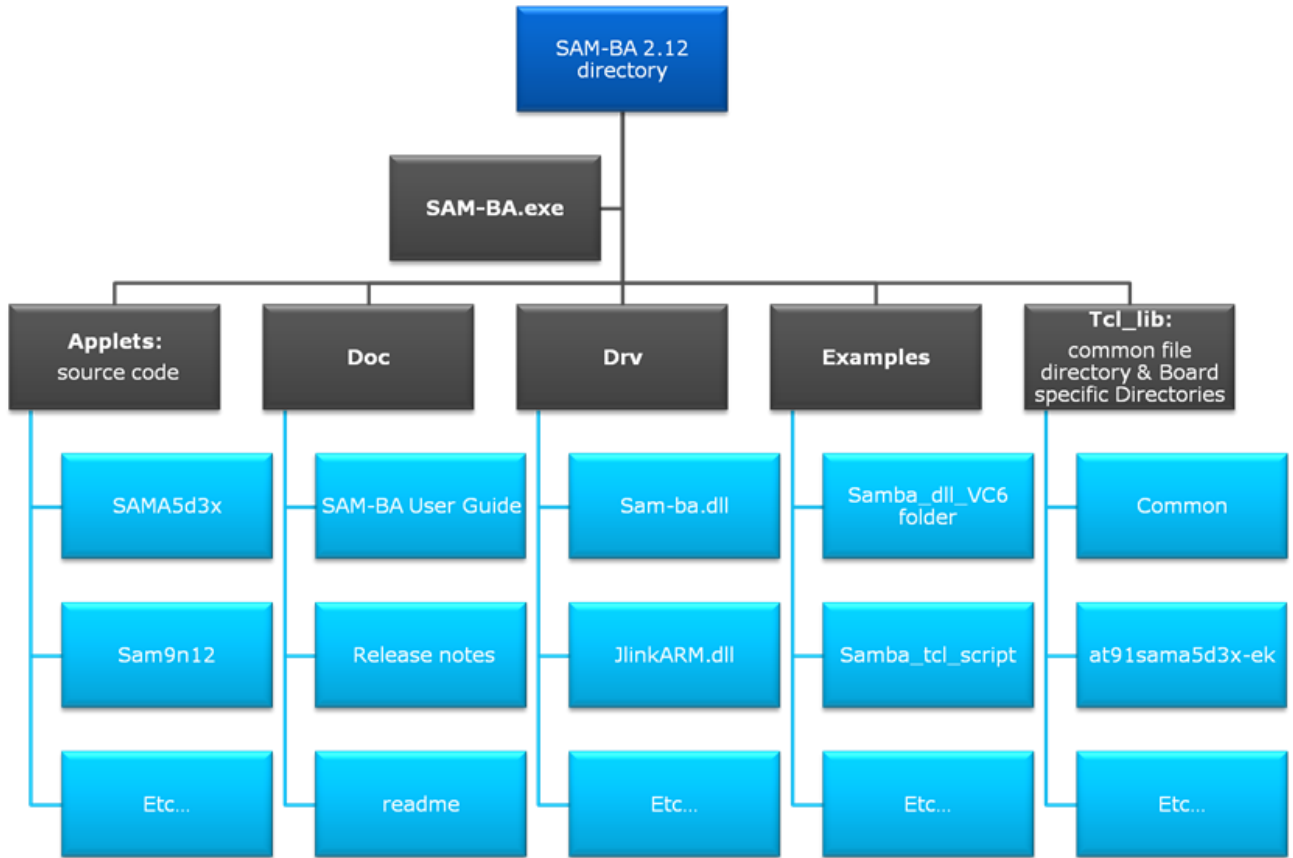 SAM-BA 2.12
directory
SAM-BA.exe
Applets:
source code
Doc
Drv
Examples
Tcl_lib:
common file
directory & Board
specific Directories
SAMA5d3x
SAM-BA User Guide
Sam-ba.dll
Samba_dll_VC6
folder
Common
Sam9n12
Release notes
JlinkARM.dll
Samba_tcl_script
at91sama5d3x-ek
Etc...
readme
Etc...
Etc...
Etc...